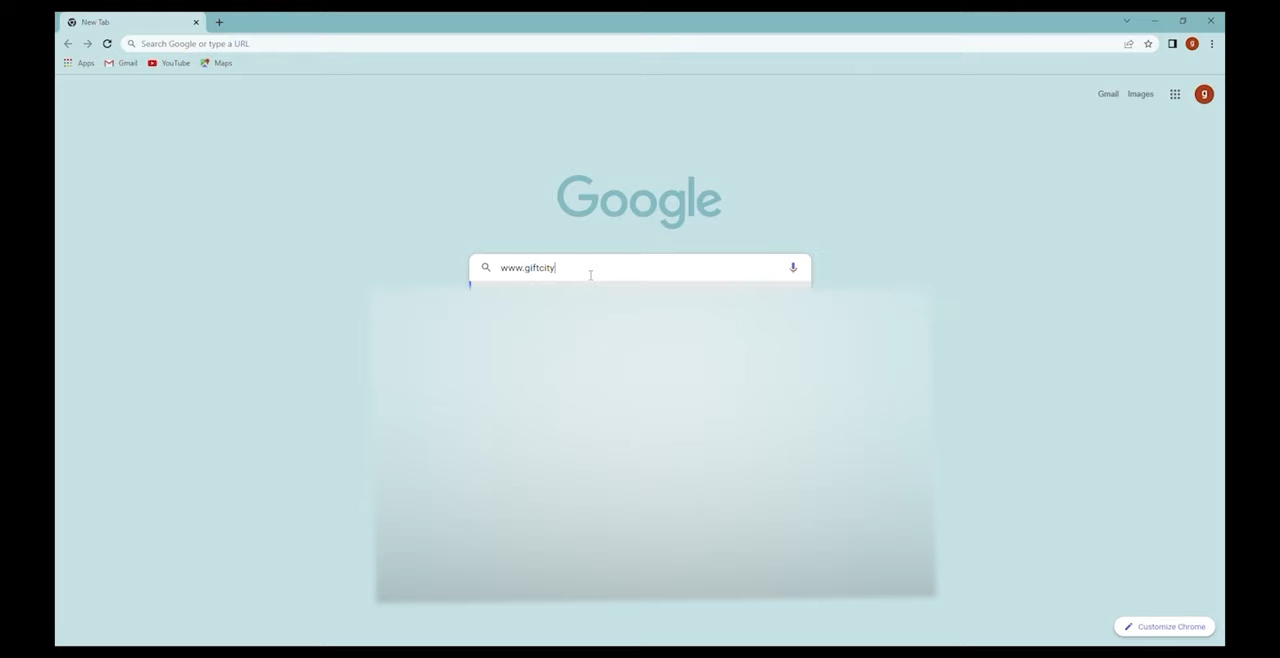 New Tab
Search Google or type a URL
Apps Gmail YouTube Maps
Gmail Images g
Google
www.giftcity
Customize Chrome